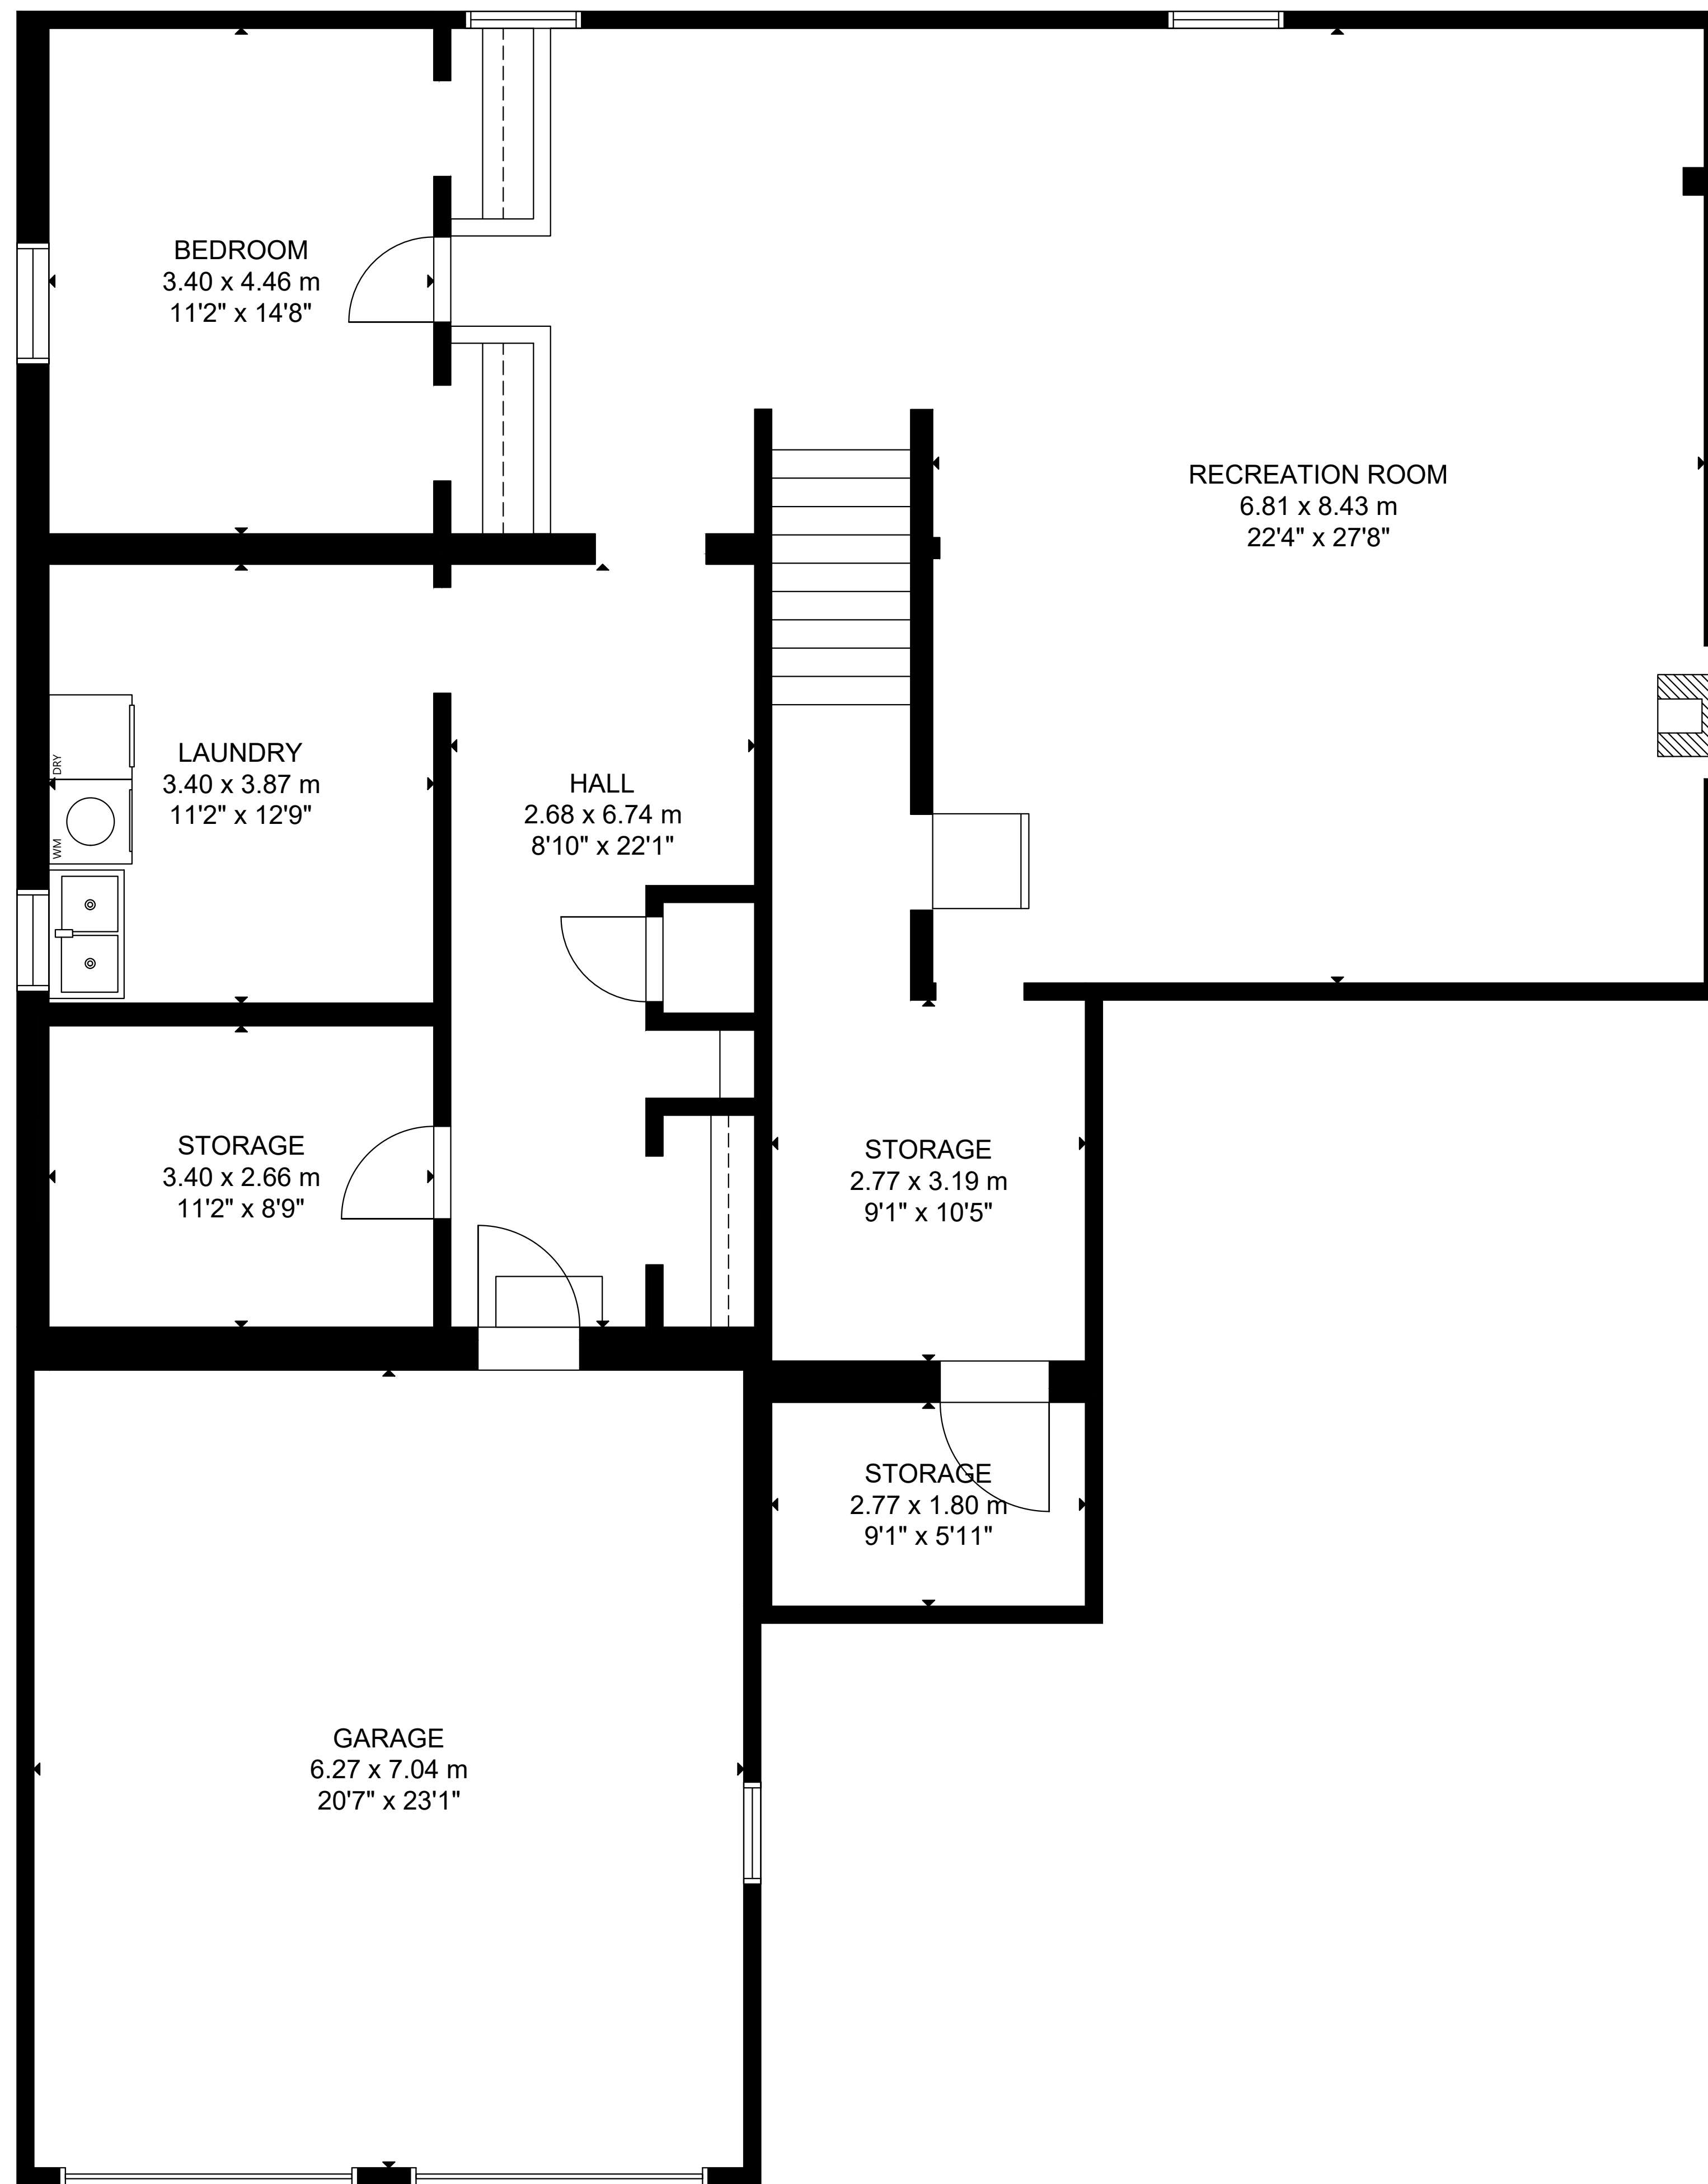 BEDROOM
3.40 x 4.46 m
11'2" x 14'8"
RECREATION ROOM
6.81 x 8.43 m
22'4" x 27'8"
DRY
WM
LAUNDRY
3.40 x 3.87 m
11'2" x 12'9"
HALL
2.68 x 6.74 m
8'10" x 22'1"
STORAGE
3.40 x 2.66 m
11'2" x 8'9"
STORAGE
2.77 x 3.19 m
9'1" x 10'5"
STORAGE
2.77 x 1.80 m
9'1" x 5'11"
GARAGE
6.27 x 7.04 m
20'7" x 23'1"